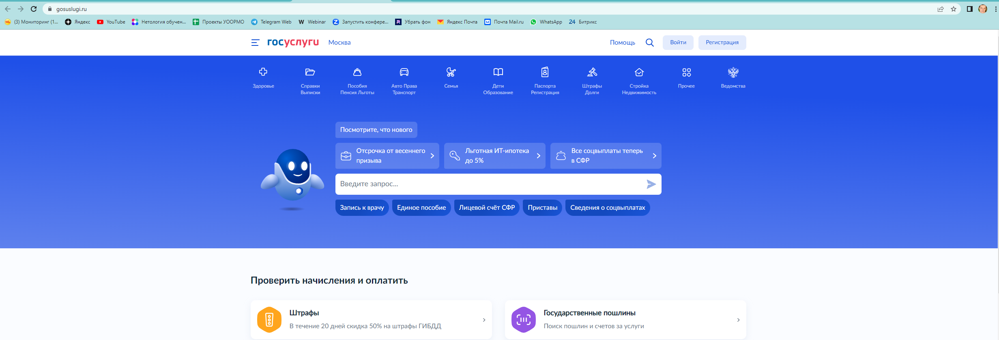 gosuslugi.ru
(3) Мониторинг (1...
Яндекс
YouTube
Нетология обучен...
Проекты УООРМО
Telegram Web
W Webinar
Запустить конфере...
Убрать фон
Яндекс Почта
Почта Mail.ru
WhatsApp
24 Битрикс
госуслуги
Москва
Помощь
Войти
Регистрация
Здоровье
Справки
Выписки
Пособия
Пенсия Льготы
Авто Права
Транспорт
Семья
Дети
Образование
Паспорта
Регистрация
Штрафы
Долги
Стройка
Недвижимость
Прочее
Ведомства
Посмотрите, что нового
Отсрочка от весеннего
призыва
Льготная ИТ-ипотека
до 5%
Все соцвыплаты теперь
в СФР
Введите запрос...
Запись к врачу
Единое пособие
Лицевой счёт СФР
Приставы
Сведения о соцвыплатах
Проверить начисления и оплатить
Штрафы
В течение 20 дней скидка 50% на штрафы ГИБДД
Государственные пошлины
Поиск пошлин и счетов за услуги